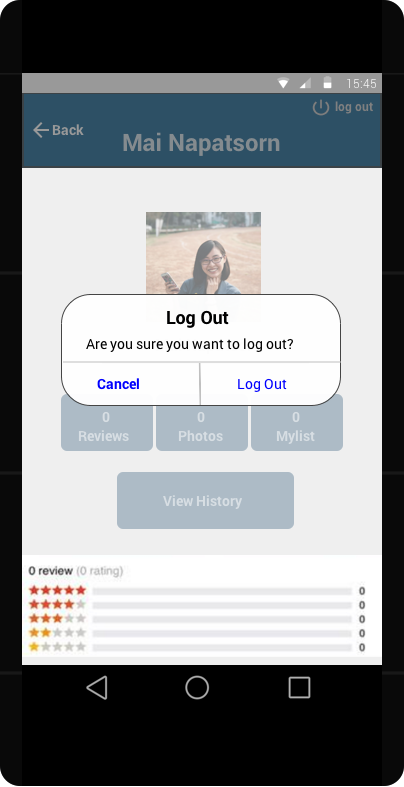 15:45
log out
Back
Mai Napatsorn
Log Out
Are you sure you want to log out?
Cancel
Log Out
0
0
0
Reviews
Photos
Mylist
View History
0 review (0 rating)
0
0
0
0
0